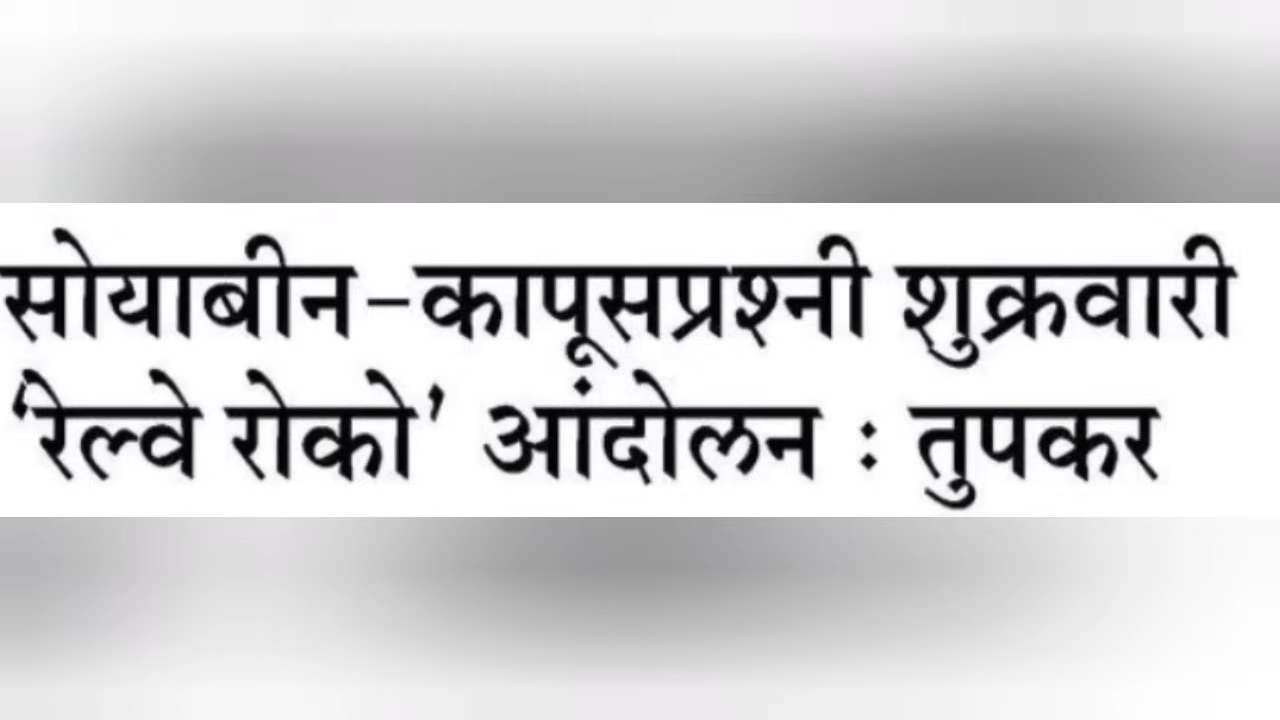 सोयाबीन-कापूसप्रश्नी शुक्रवारी
‘रेल्वे रोको’ आंदोलन : तुपकर